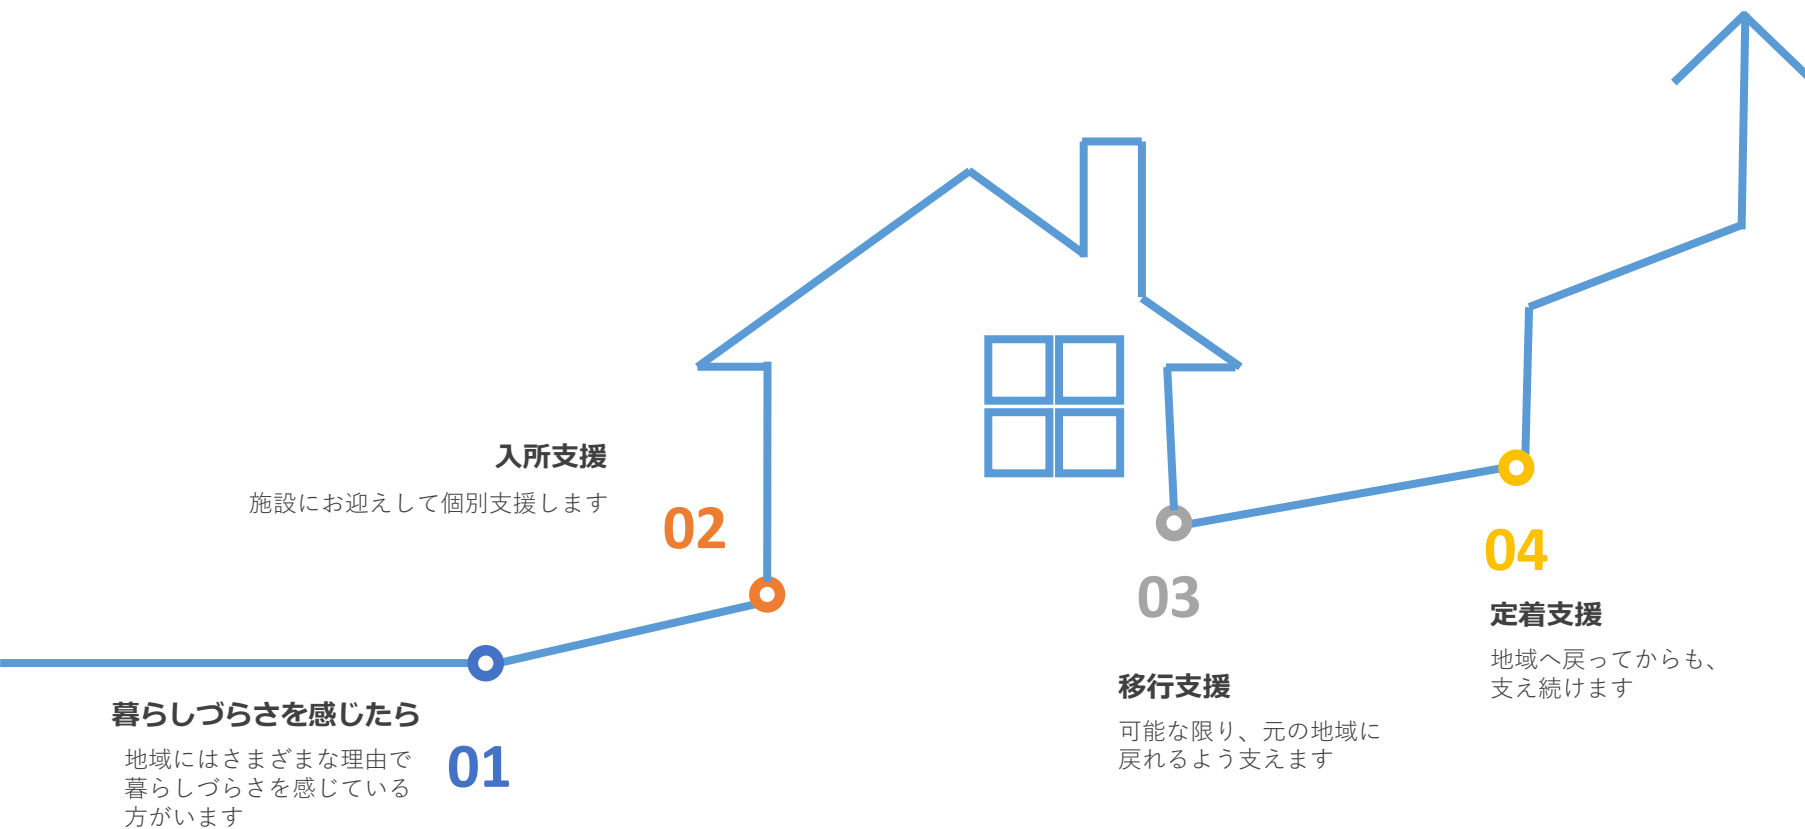 暮らしづらさを感じたら
地域にはさまざまな理由で
暮らしづらさを感じている
方がいます
01
入所支援
施設にお迎えして個別支援します
02
03
移行支援
可能な限り、元の地域に
戻れるよう支えます
04
定着支援
地域へ戻ってからも、
支え続けます